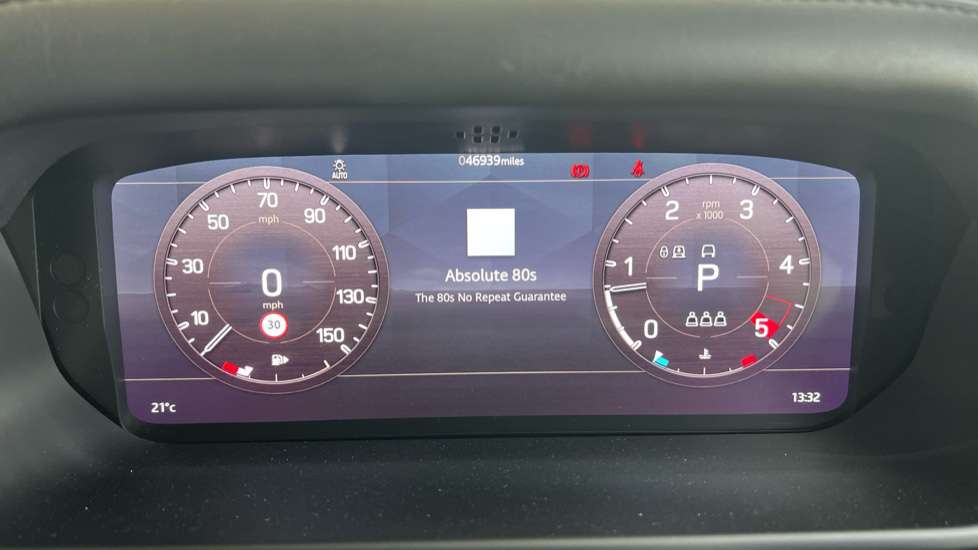 046939miles
AUTO
70
mph
50
90
30
110
0
mph
130
10
30
150
Absolute 80s
The 80s No Repeat Guarantee
rpm
x 1000
2
3
1
4
P
0
5
21°c
13:32